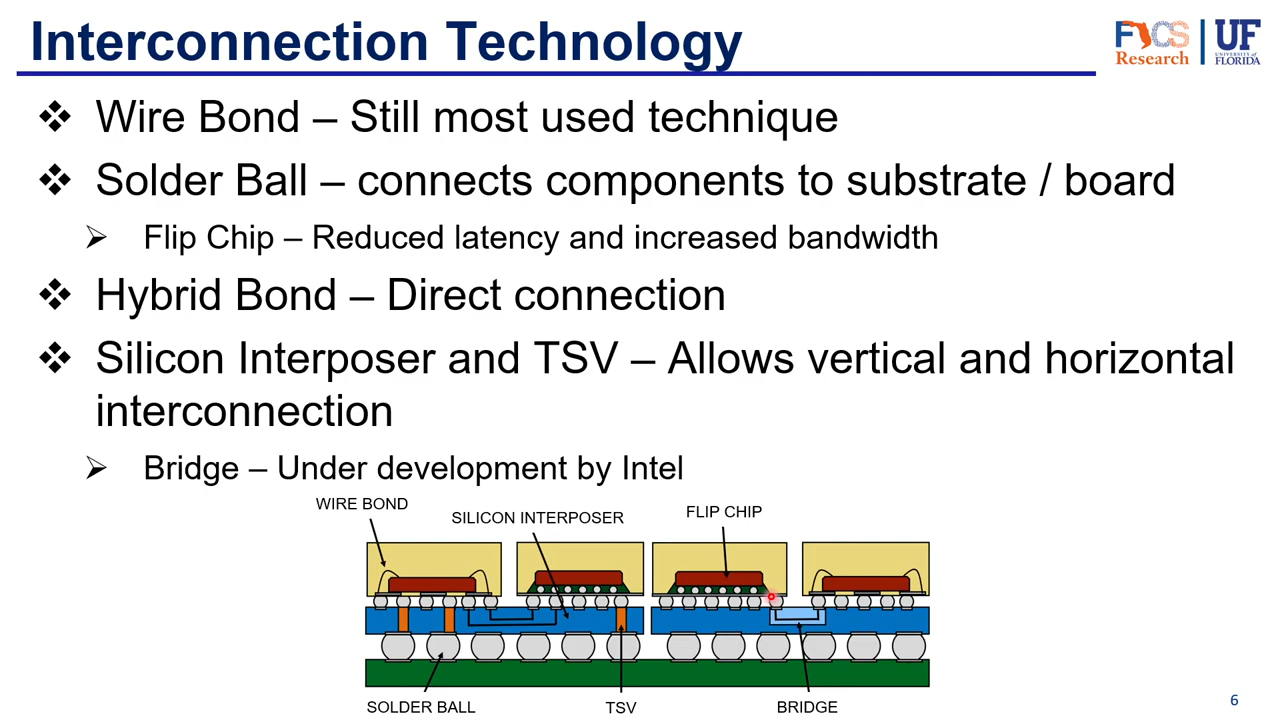 Interconnection Technology
FICS Research
UF
UNIVERSITY of FLORIDA
❖ Wire Bond – Still most used technique
❖ Solder Ball – connects components to substrate / board
➢ Flip Chip – Reduced latency and increased bandwidth
❖ Hybrid Bond – Direct connection
❖ Silicon Interposer and TSV – Allows vertical and horizontal
interconnection
➢ Bridge – Under development by Intel
WIRE BOND
SILICON INTERPOSER
FLIP CHIP
SOLDER BALL
TSV
BRIDGE
6